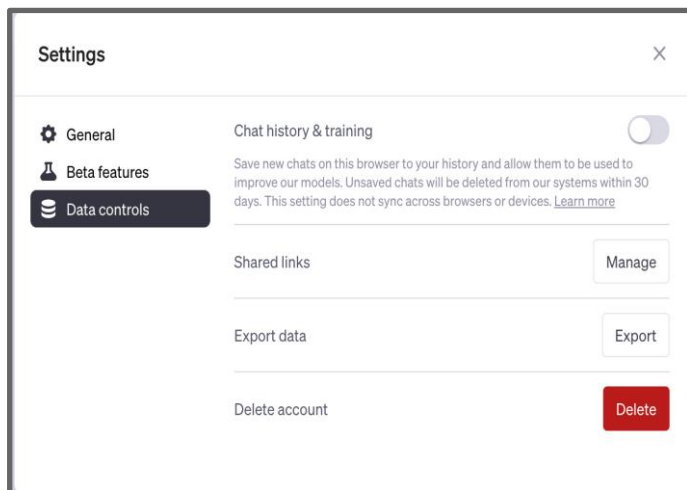 Settings
General
Beta features
Data controls
Chat history & training
Save new chats on this browser to your history and allow them to be used to
improve our models. Unsaved chats will be deleted from our systems within 30
days. This setting does not sync across browsers or devices. Learn more
Shared links
Manage
Export data
Export
Delete account
Delete